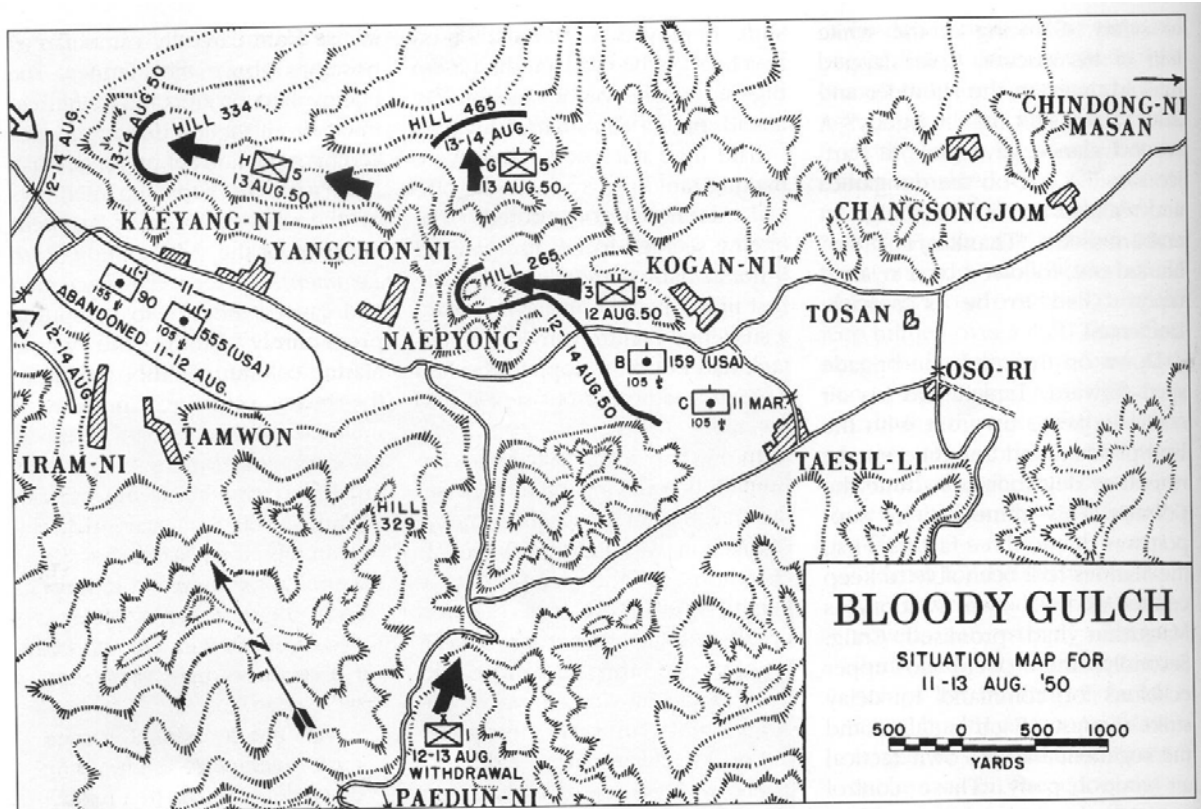 CHINDONG-NI
MASAN
HILL 334
13-14 AUG. 50
12-14 AUG.
H 5
13 AUG. 50
HILL 465
13-14 AUG.
G 5
13 AUG. 50
CHANGSONGJOM
KAEYANG-NI
YANGCHON-NI
HILL 265
3 5
12 AUG. 50
KOGAN-NI
TOSAN
90
155
555 (US)
105
ABANDONED 11-12 AUG
12-14 AUG
NAEPYONG
14 AUG. 50
B 159 (USA)
105
C 11 MAR.
105
OSO-RI
TAMWON
IRAM-NI
TAESIL-LI
HILL
329
N
BLOODY GULCH
SITUATION MAP FOR
11-13 AUG. '50
500 0 500 1000
YARDS
1
12-13 AUG.
WITHDRAWAL
PAEDUN-NI